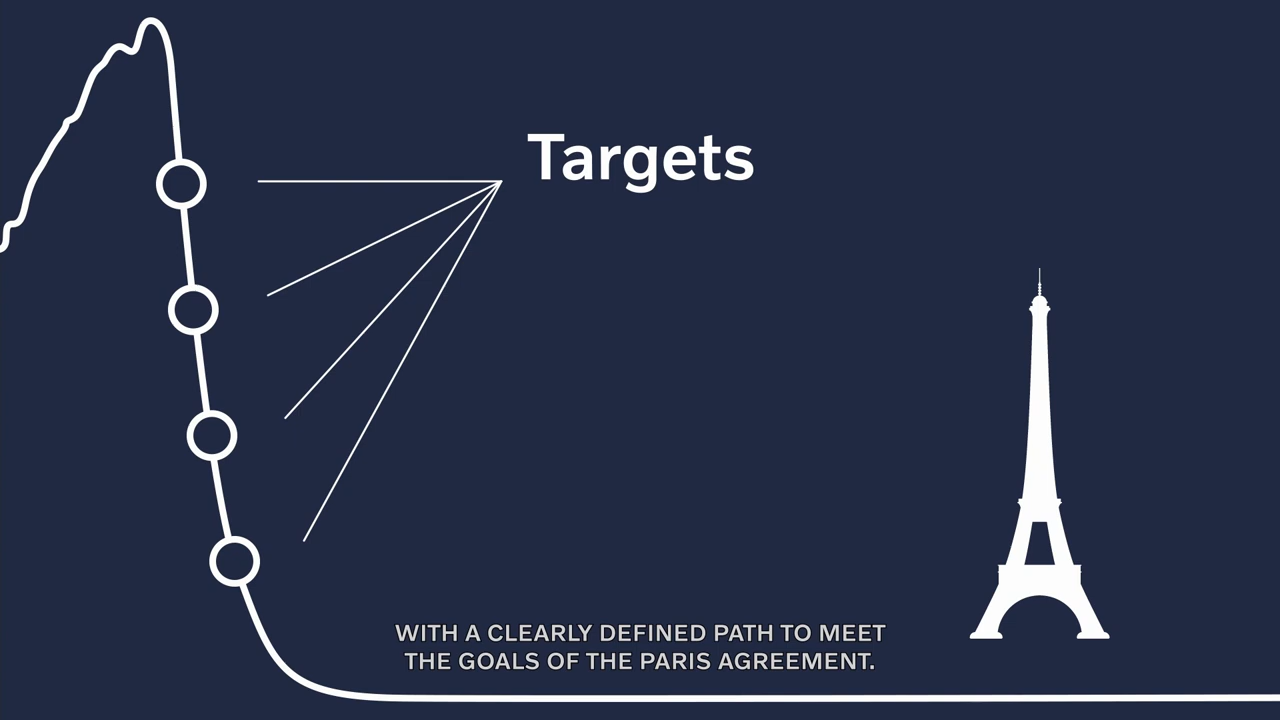 Targets
WITH A CLEARLY DEFINED PATH TO MEET
THE GOALS OF THE PARIS AGREEMENT.